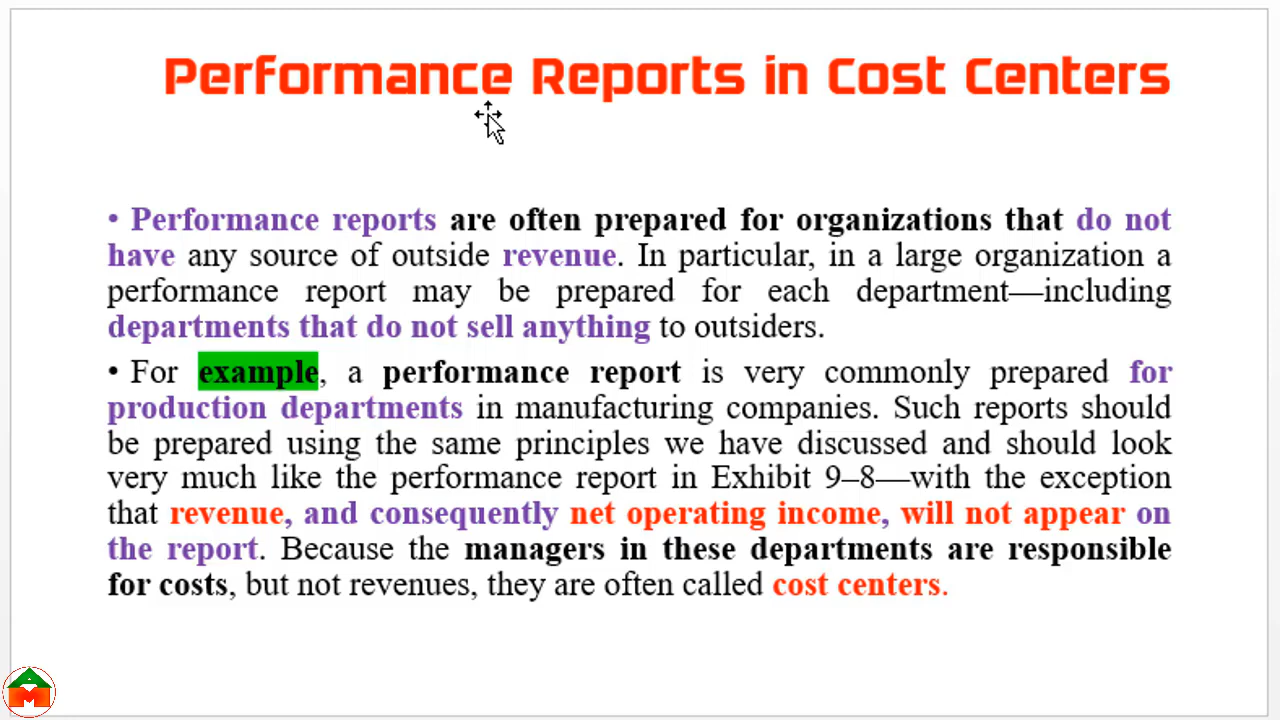 Performance Reports in Cost Centers
• Performance reports are often prepared for organizations that do not
have any source of outside revenue. In particular, in a large organization a
performance report may be prepared for each department—including
departments that do not sell anything to outsiders.
• For example, a performance report is very commonly prepared for
production departments in manufacturing companies. Such reports should
be prepared using the same principles we have discussed and should look
very much like the performance report in Exhibit 9–8—with the exception
that revenue, and consequently net operating income, will not appear on
the report. Because the managers in these departments are responsible
for costs, but not revenues, they are often called cost centers.